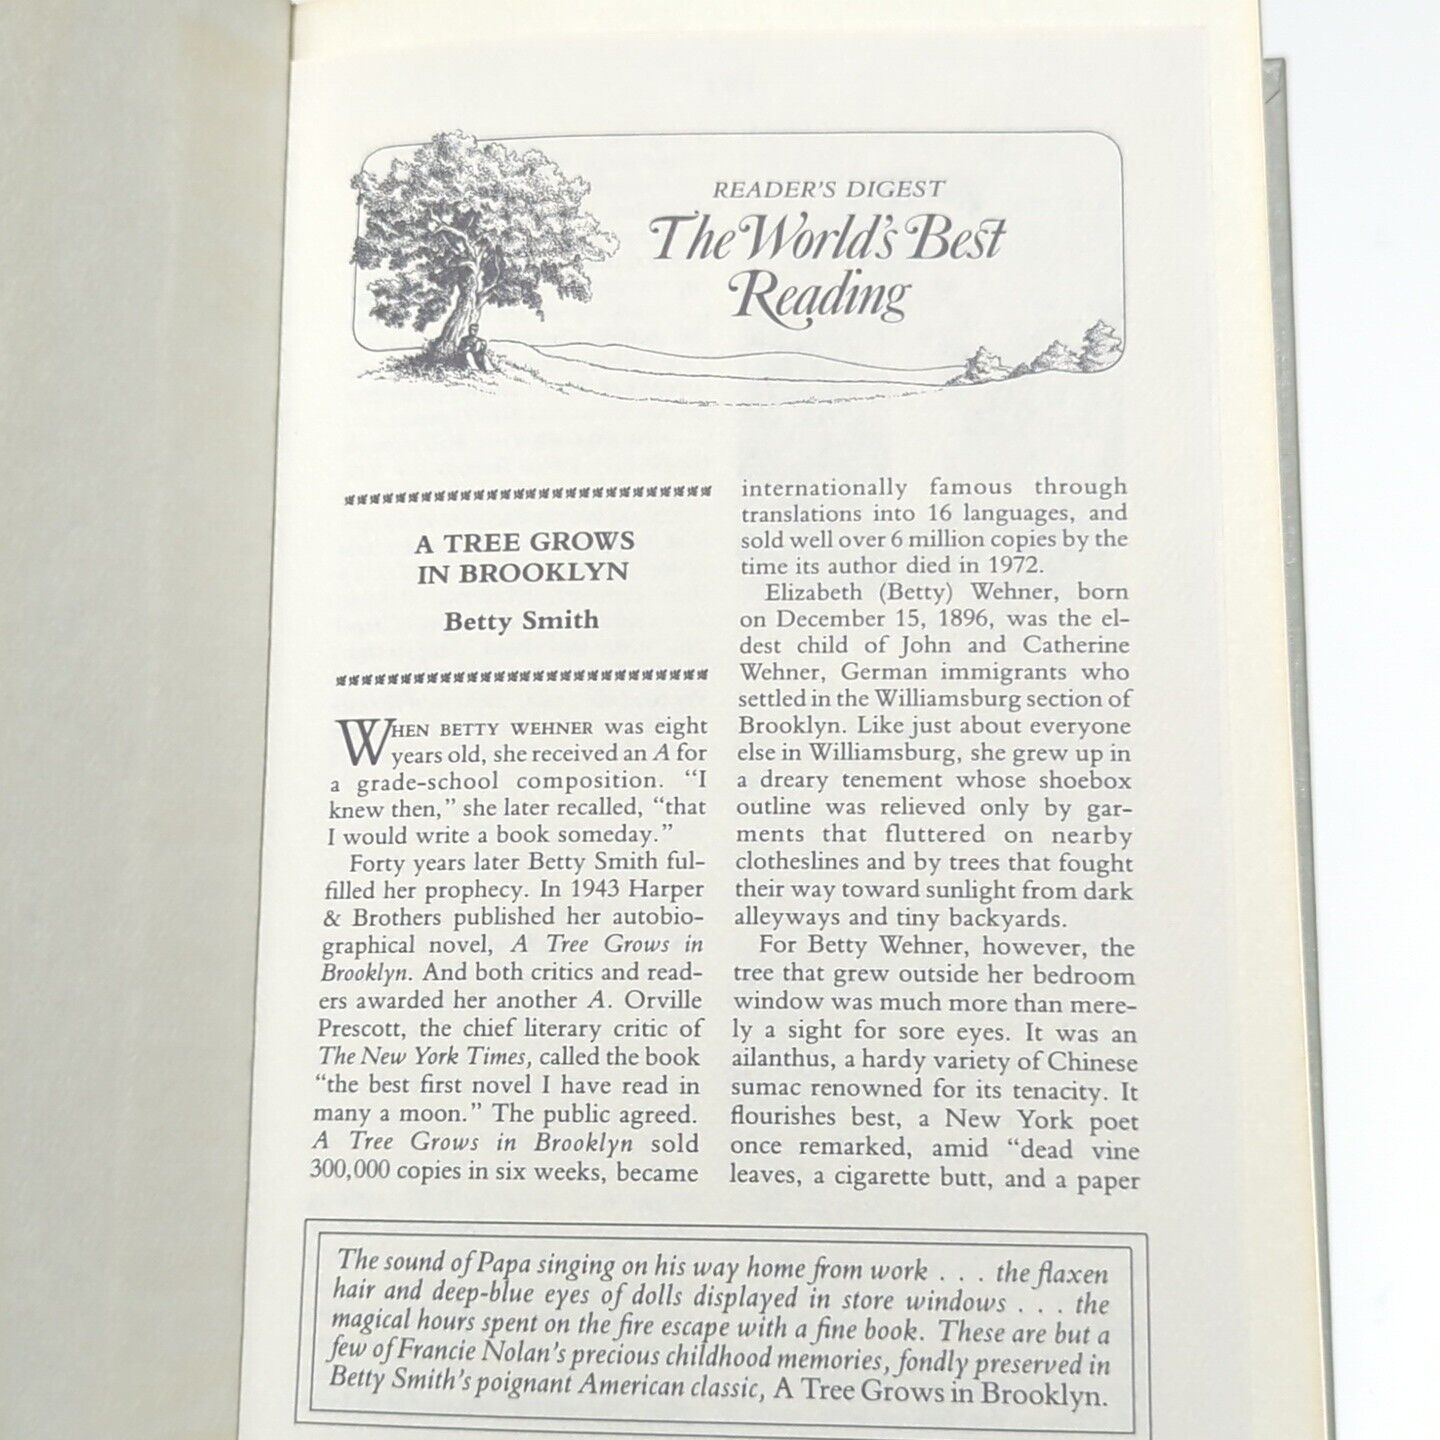 READER'S DIGEST
The World's Best
Reading
A TREE GROWS
IN BROOKLYN
Betty Smith
WHEN BETTY WEHNER was eight
years old, she received an A for
a grade-school composition. “I
knew then,” she later recalled, “that
I would write a book someday.”
Forty years later Betty Smith ful-
filled her prophecy. In 1943 Harper
& Brothers published her autobio-
graphical novel, A Tree Grows in
Brooklyn. And both critics and read-
ers awarded her another A. Orville
Prescott, the chief literary critic of
The New York Times, called the book
“the best first novel I have read in
many a moon.” The public agreed.
A Tree Grows in Brooklyn sold
300,000 copies in six weeks, became
internationally famous through
translations into 16 languages, and
sold well over 6 million copies by the
time its author died in 1972.
Elizabeth (Betty) Wehner, born
on December 15, 1896, was the el-
dest child of John and Catherine
Wehner, German immigrants who
settled in the Williamsburg section of
Brooklyn. Like just about everyone
else in Williamsburg, she grew up in
a dreary tenement whose shoebox
outline was relieved only by gar-
ments that fluttered on nearby
clotheslines and by trees that fought
their way toward sunlight from dark
alleyways and tiny backyards.
For Betty Wehner, however, the
tree that grew outside her bedroom
window was much more than mere-
ly a sight for sore eyes. It was an
ailanthus, a hardy variety of Chinese
sumac renowned for its tenacity. It
flourishes best, a New York poet
once remarked, amid “dead vine
leaves, a cigarette butt, and a paper
The sound of Papa singing on his way home from work . . . the flaxen
hair and deep-blue eyes of dolls displayed in store windows . . . the
magical hours spent on the fire escape with a fine book. These are but a
few of Francie Nolan's precious childhood memories, fondly preserved in
Betty Smith's poignant American classic, A Tree Grows in Brooklyn.